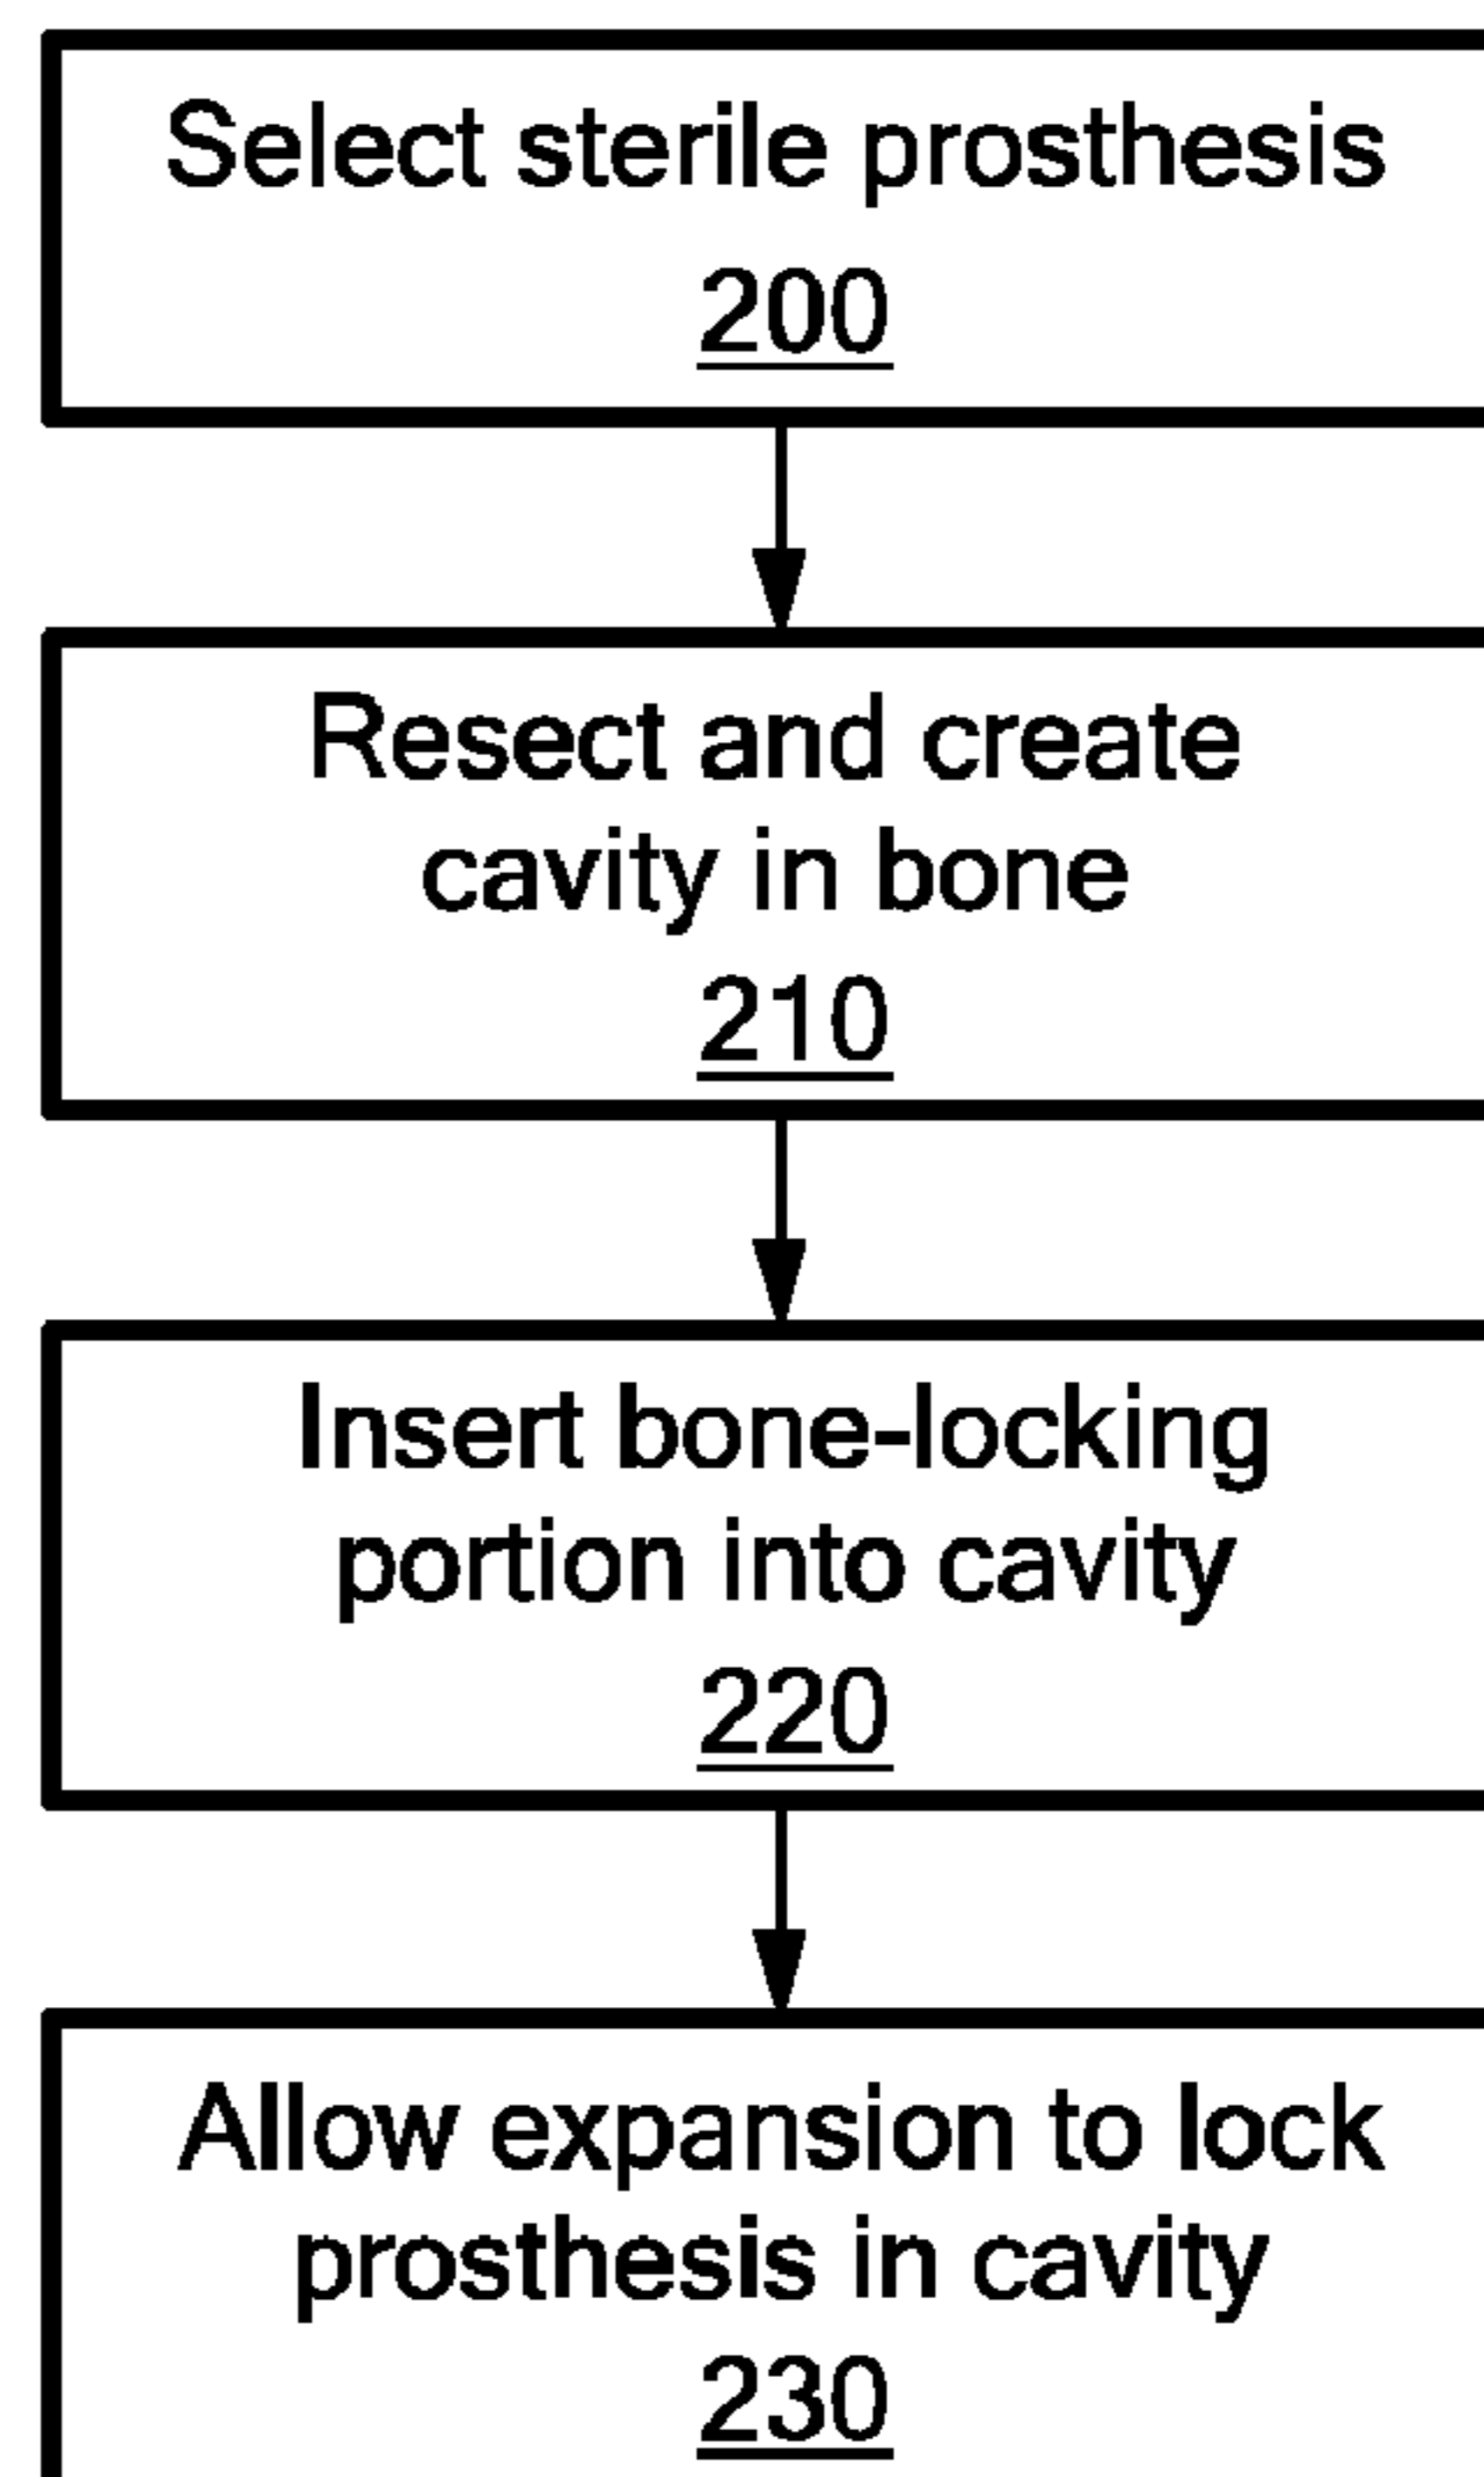 Select sterile prosthesis
200
Resect and create
cavity in bone
210
Insert bone-locking
portion into cavity
220
Allow expansion to lock
prosthesis in cavity
230